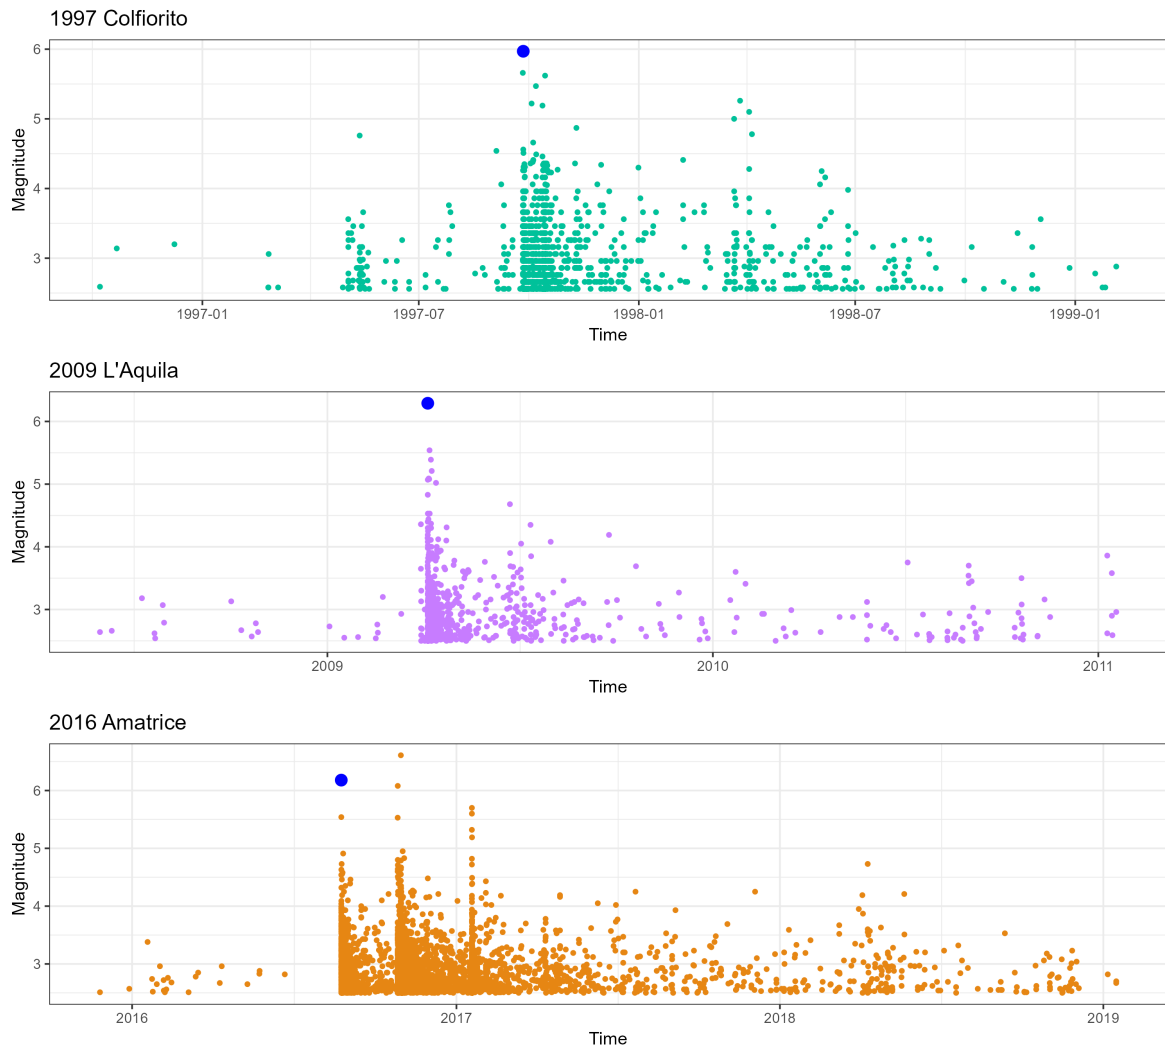 1997 Colfiorito
6
5
4
3
Magnitude
1997-01 1997-07 1998-01 1998-07 1999-01
Time
2009 L'Aquila
6
5
4
3
Magnitude
2009 2010 2011
Time
2016 Amatrice
6
5
4
3
Magnitude
2016 2017 2018 2019
Time